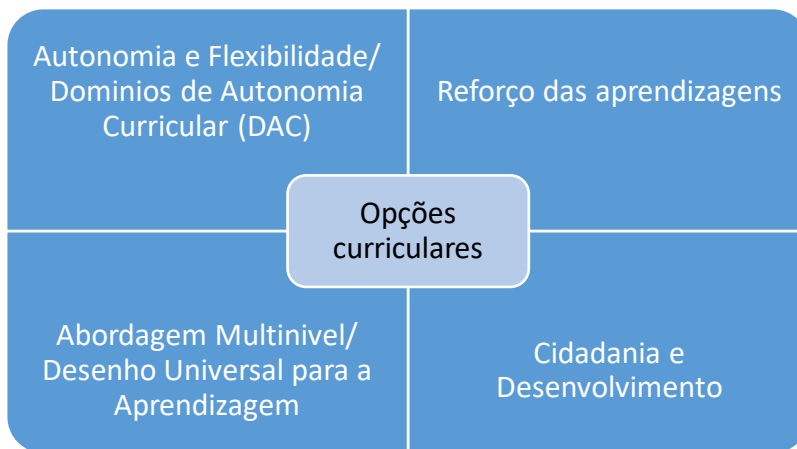 Autonomia e Flexibilidade/
Dominios de Autonomia
Curricular (DAC)
Reforço das aprendizagens
Opções
curriculares
Abordagem Multinivel/
Desenho Universal para a
Aprendizagem
Cidadania e
Desenvolvimento